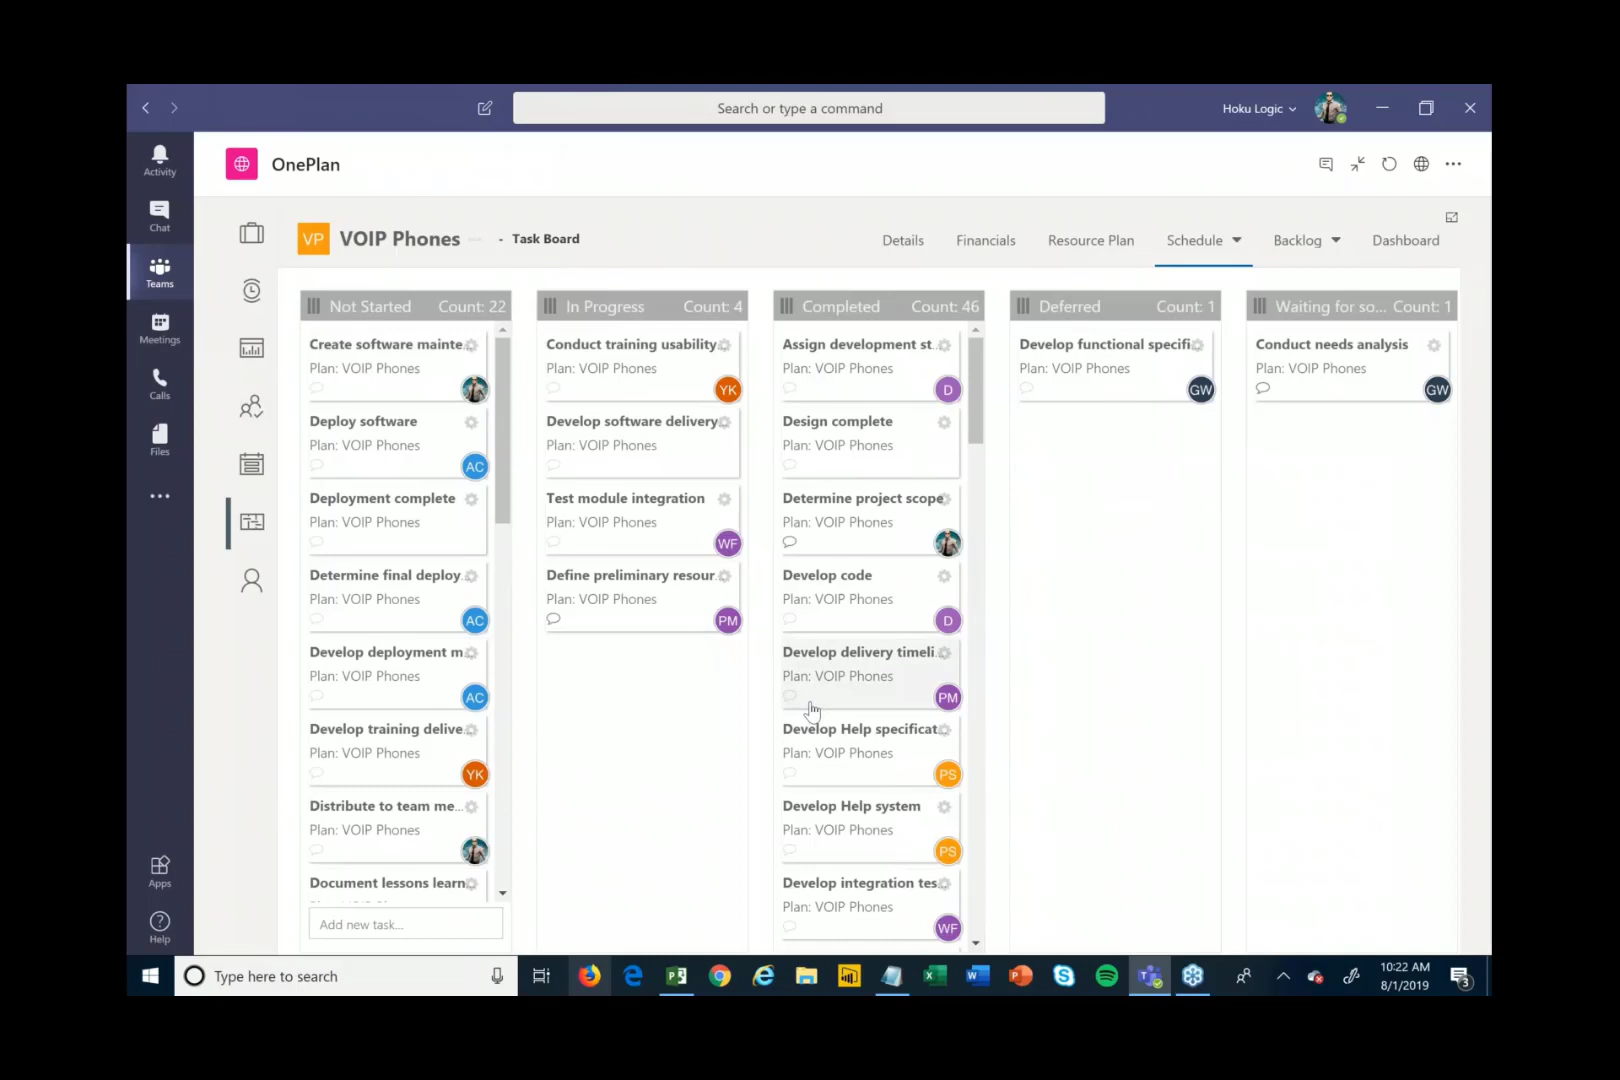 Search or type a command
Hoku Logic
Activity
Chat
Teams
Meetings
Calls
Files
Apps
Help
OnePlan
VP VOIP Phones - Task Board
Details Financials Resource Plan Schedule Backlog Dashboard
Not Started Count: 22
Create software mainte...
Plan: VOIP Phones
Deploy software
Plan: VOIP Phones
AC
Deployment complete
Plan: VOIP Phones
Determine final deploy...
Plan: VOIP Phones
AC
Develop deployment m...
Plan: VOIP Phones
AC
Develop training delive...
Plan: VOIP Phones
YK
Distribute to team me...
Plan: VOIP Phones
Document lessons learn...
Add new task...
In Progress Count: 4
Conduct training usability
Plan: VOIP Phones
YK
Develop software delivery
Plan: VOIP Phones
Test module integration
Plan: VOIP Phones
WF
Define preliminary resour...
Plan: VOIP Phones
PM
Completed Count: 46
Assign development st...
Plan: VOIP Phones
D
Design complete
Plan: VOIP Phones
Determine project scope
Plan: VOIP Phones
Develop code
Plan: VOIP Phones
D
Develop delivery timeli...
Plan: VOIP Phones
PM
Develop Help specificat...
Plan: VOIP Phones
PS
Develop Help system
Plan: VOIP Phones
PS
Develop integration tes...
Plan: VOIP Phones
WF
Deferred Count: 1
Develop functional specifi...
Plan: VOIP Phones
GW
Waiting for so... Count: 1
Conduct needs analysis
Plan: VOIP Phones
GW
Type here to search
10:22 AM
8/1/2019
3